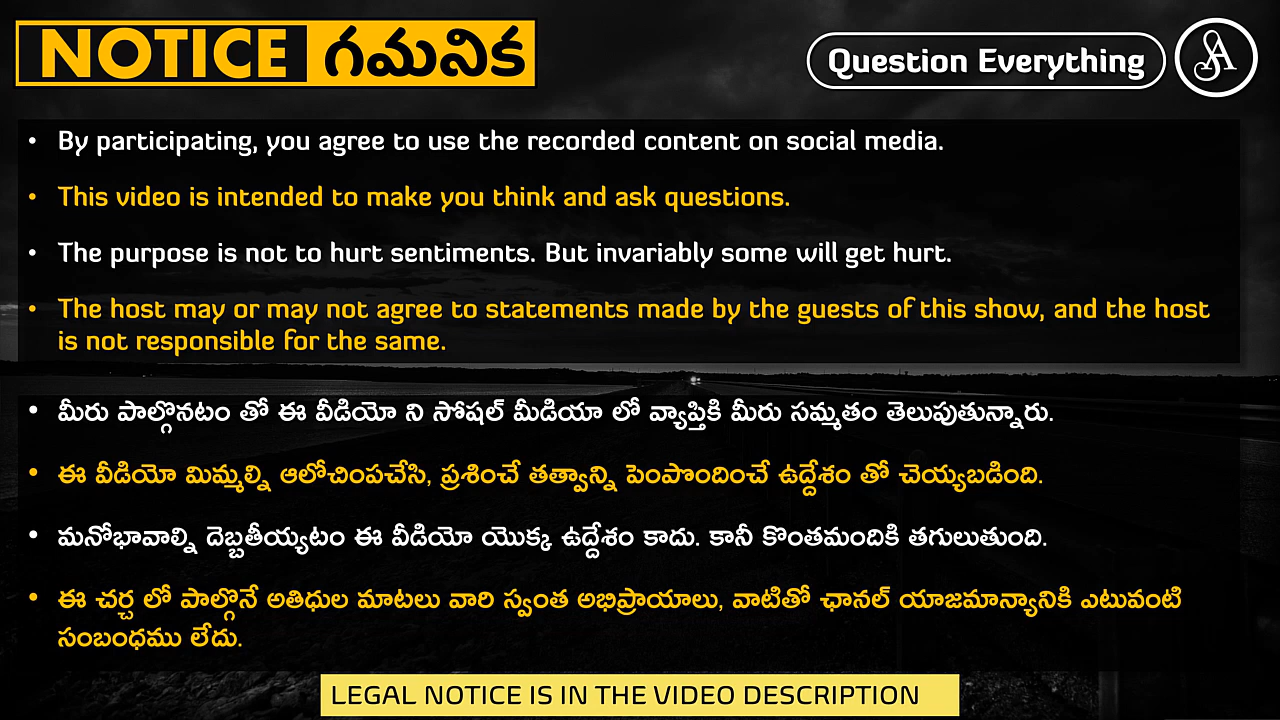 NOTICE గమనిక
Question Everything
• By participating, you agree to use the recorded content on social media.
• This video is intended to make you think and ask questions.
• The purpose is not to hurt sentiments. But invariably some will get hurt.
• The host may or may not agree to statements made by the guests of this show, and the host
is not responsible for the same.
• మీరు పాల్గొనటం తో ఈ వీడియో ని సోషల్ మీడియా లో వ్యాప్తికి మీరు సమ్మతం తెలుపుతున్నారు.
• ఈ వీడియో మిమ్మల్ని ఆలోచింపచేసి, ప్రశించే తత్వాన్ని పెంపొందించే ఉద్దేశం తో చెయ్యబడింది.
• మనోభావాల్ని దెబ్బతీయ్యటం ఈ వీడియో యొక్క ఉద్దేశం కాదు. కానీ కొంతమందికి తగులుతుంది.
• ఈ చర్చ లో పాల్గొనే అతిధుల మాటలు వారి స్వంత అభిప్రాయాలు, వాటితో ఛానల్ యాజమాన్యానికి ఎటువంటి
సంబంధము లేదు.
LEGAL NOTICE IS IN THE VIDEO DESCRIPTION